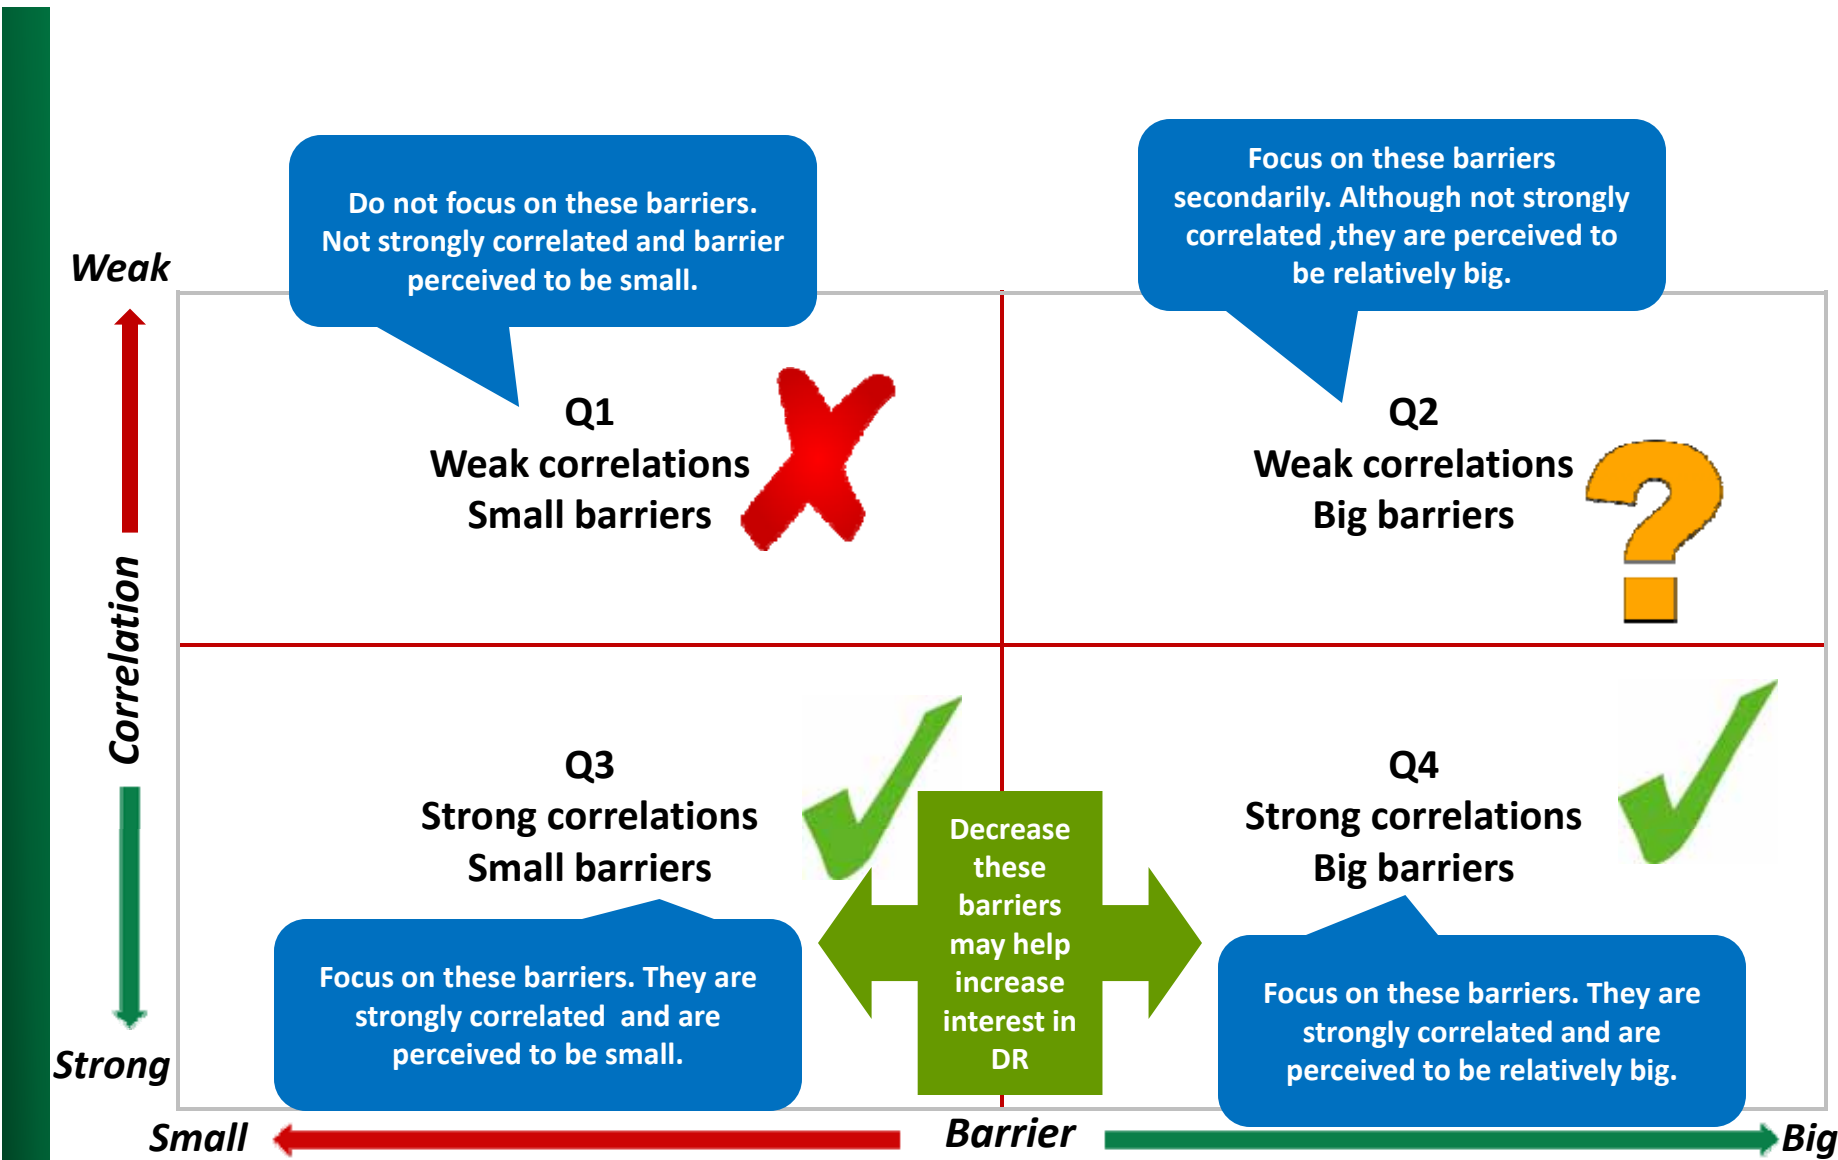 Do not focus on these barriers.
Not strongly correlated and barrier
perceived to be small.
Focus on these barriers
secondarily. Although not strongly
correlated ,they are perceived to
be relatively big.
Weak
Q1
Weak correlations
Small barriers
Q2
Weak correlations
Big barriers
Correlation
Q3
Strong correlations
Small barriers
Q4
Strong correlations
Big barriers
Decrease
these
barriers
may help
increase
interest in
DR
Focus on these barriers. They are
strongly correlated  and are
perceived to be small.
Focus on these barriers. They are
strongly correlated and are
perceived to be relatively big.
Strong
Small
Barrier
Big